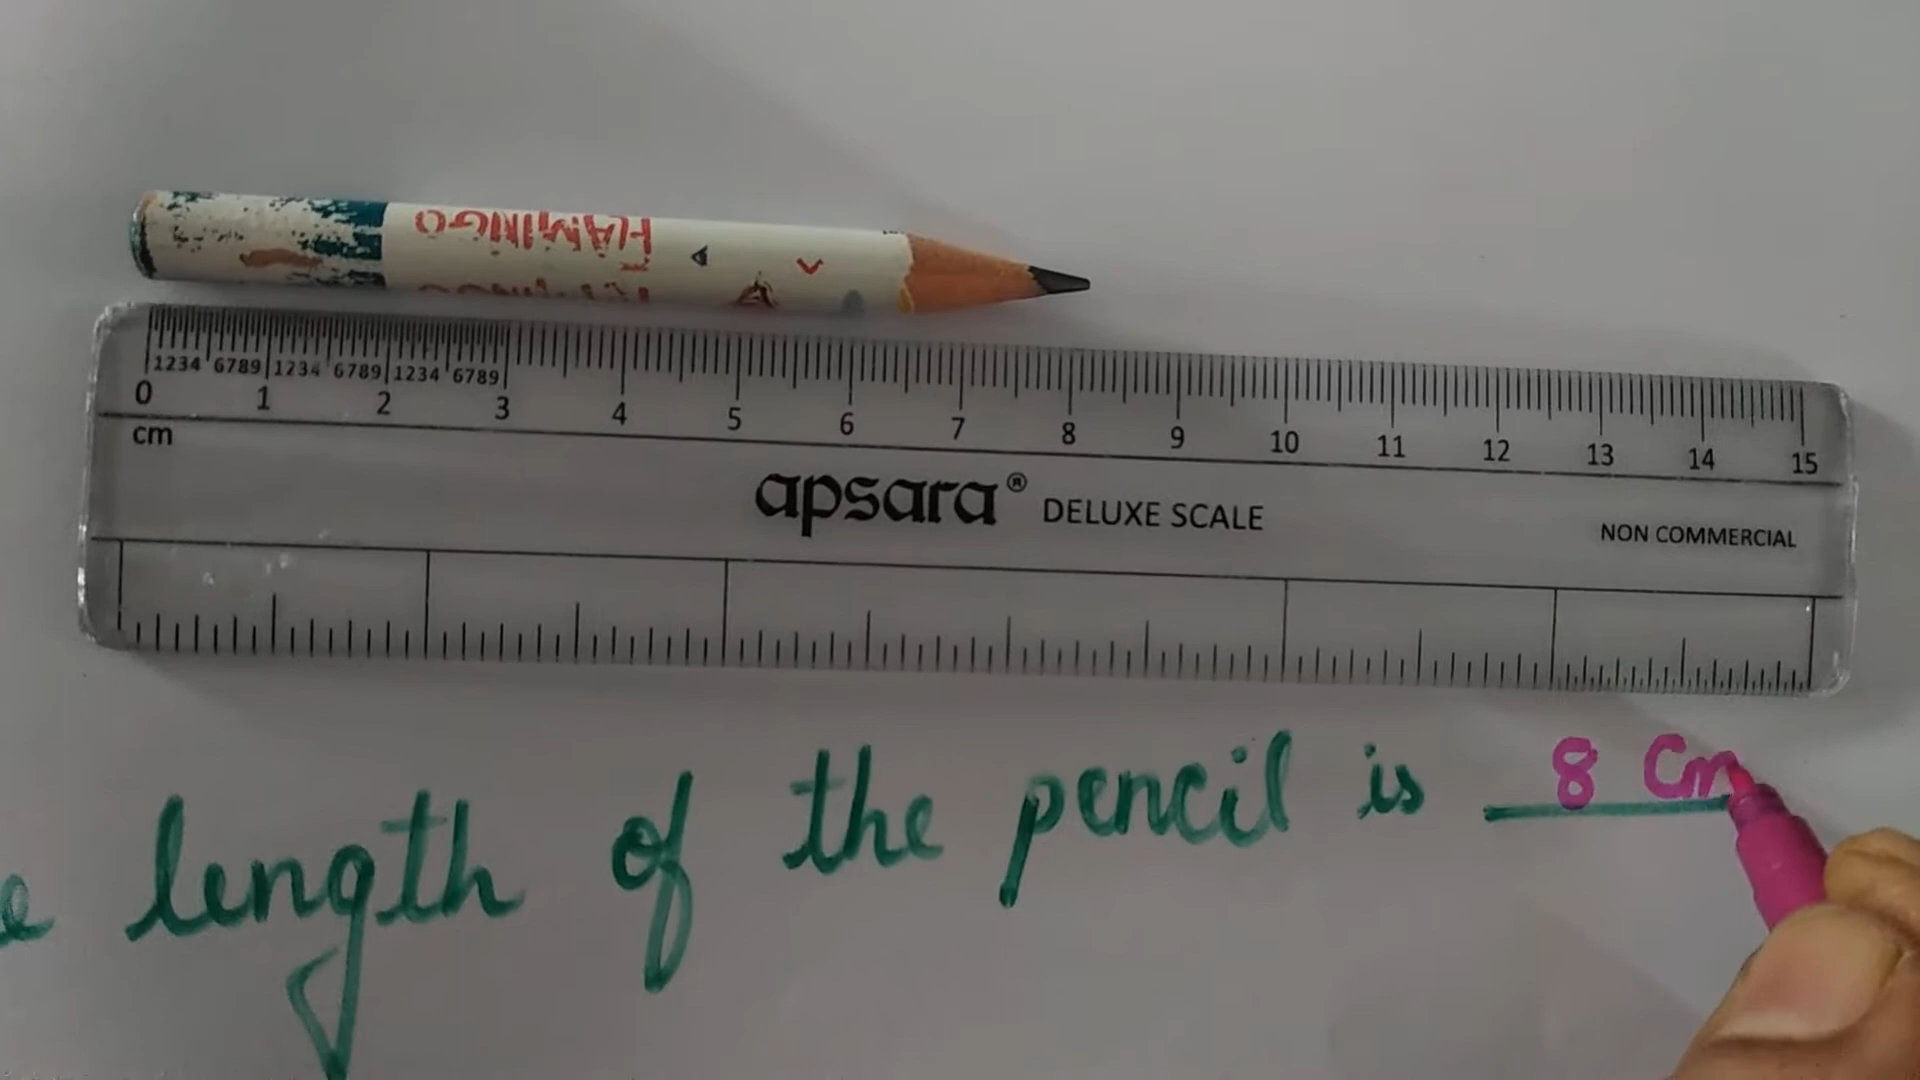 FLAMINGO
1234 6789 1234 6789 1234 6789
0 1 2 3 4 5 6 7 8 9 10 11 12 13 14 15
cm
apsara® DELUXE SCALE
NON COMMERCIAL
length of the pencil is 8 Cm